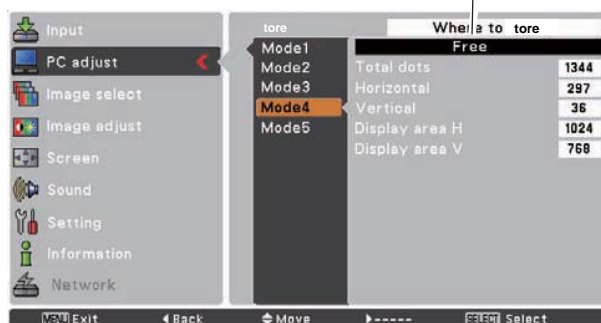 Input
PC adjust
Image select
Image adjust
Screen
Sound
Setting
Information
Network
tore
Mode1
Mode2
Mode3
Mode4
Mode5
Where to tore
Free
Total dots 1344
Horizontal 297
Vertical 36
Display area H 1024
Display area V 768
MENU Exit Back Move ----- SELECT Select